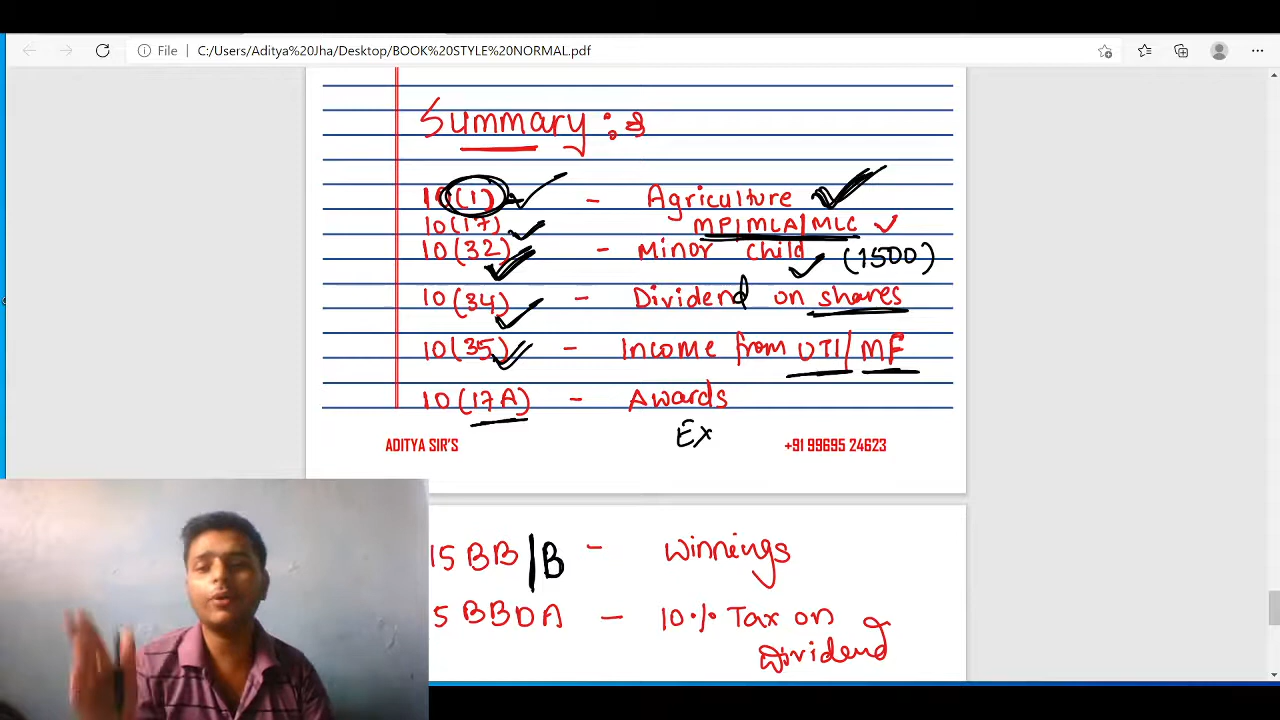 File C:/Users/Aditya%20Jha/Desktop/BOOK%20STYLE%20NORMAL.pdf
Summary :
10(1) - Agriculture
10(17) MP/MLA/MLC
10(32) - Minor child (1500)
10(34) - Dividend on shares
10(35) - Income from UTI/MF
10(17A) - Awards
Ex
ADITYA SIR'S +91 99695 24623
15 BB|B - Winnings
5 BBDA - 10% Tax on
Dividend